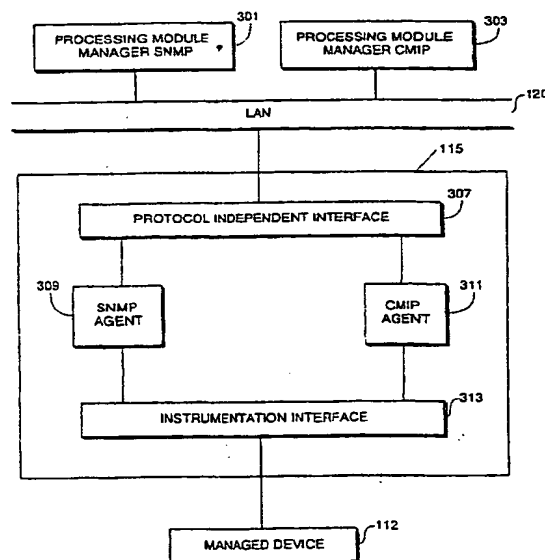 PROCESSING MODULE
MANAGER SNMP
301
PROCESSING MODULE
MANAGER CMIP
303
LAN
120
115
PROTOCOL INDEPENDENT INTERFACE
307
309
SNMP
AGENT
CMIP
AGENT
311
INSTRUMENTATION INTERFACE
313
MANAGED DEVICE
112